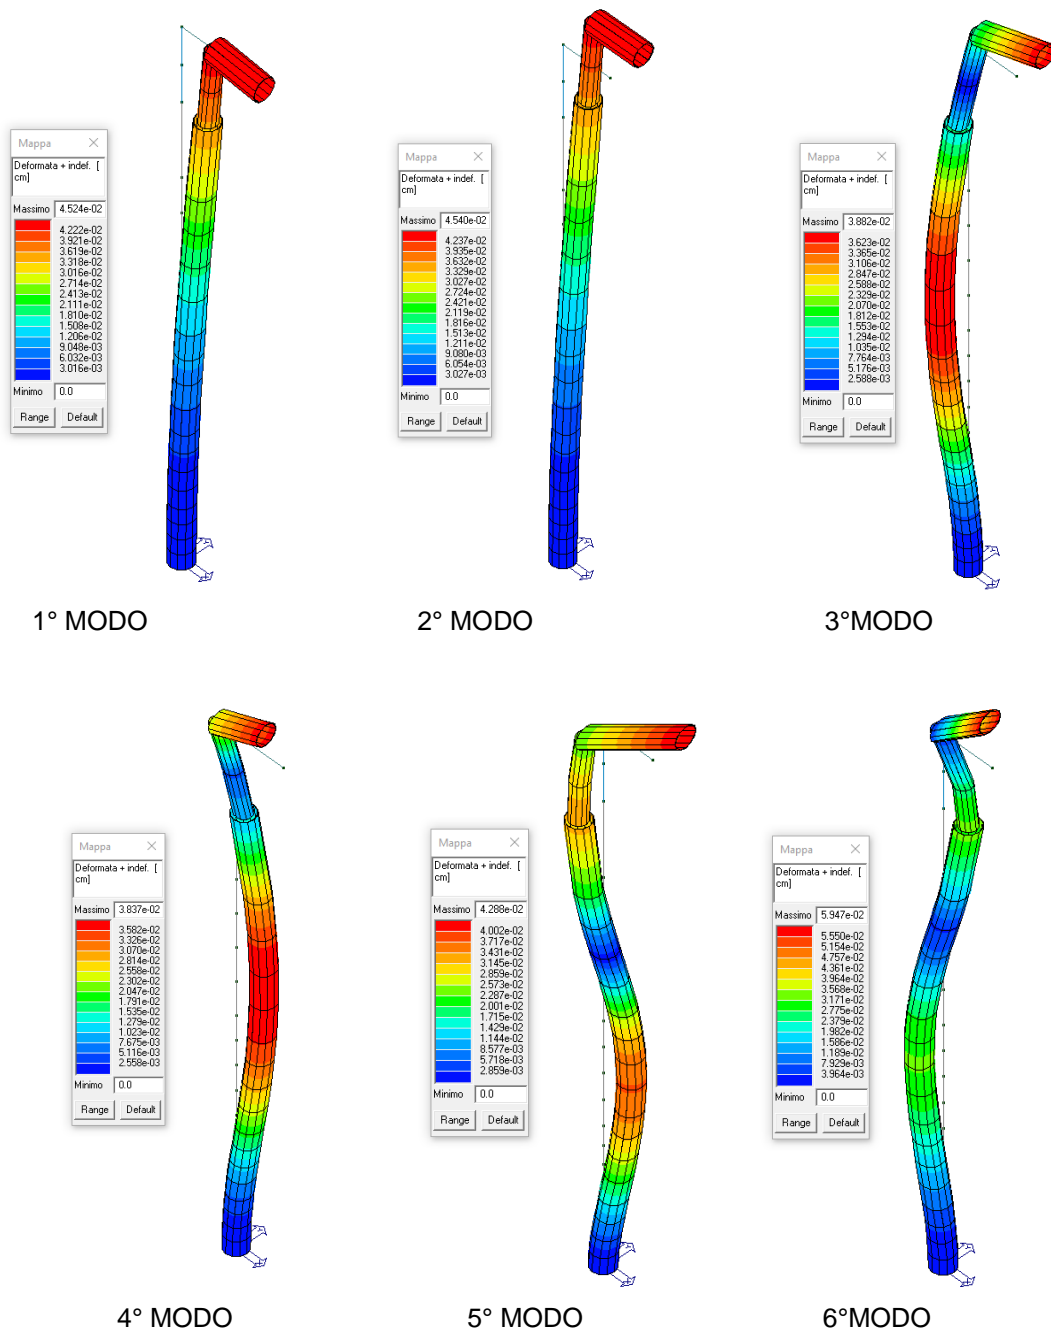 Mappa
Deformata + indef. [
cm]
Massimo 4.524e-02
4.222e-02
3.921e-02
3.619e-02
3.318e-02
3.016e-02
2.714e-02
2.413e-02
2.111e-02
1.810e-02
1.508e-02
1.206e-02
9.048e-03
6.032e-03
3.016e-03
Minimo 0.0
Range Default
1° MODO
Mappa
Deformata + indef. [
cm]
Massimo 4.540e-02
4.237e-02
3.935e-02
3.632e-02
3.329e-02
3.027e-02
2.724e-02
2.421e-02
2.119e-02
1.816e-02
1.513e-02
1.211e-02
9.080e-03
6.054e-03
3.027e-03
Minimo 0.0
Range Default
2° MODO
Mappa
Deformata + indef. [
cm]
Massimo 3.882e-02
3.623e-02
3.365e-02
3.106e-02
2.847e-02
2.588e-02
2.329e-02
2.070e-02
1.812e-02
1.553e-02
1.294e-02
1.035e-02
7.764e-03
5.176e-03
2.588e-03
Minimo 0.0
Range Default
3°MODO
Mappa
Deformata + indef. [
cm]
Massimo 3.837e-02
3.582e-02
3.326e-02
3.070e-02
2.814e-02
2.558e-02
2.302e-02
2.047e-02
1.791e-02
1.535e-02
1.279e-02
1.023e-02
7.675e-03
5.116e-03
2.558e-03
Minimo 0.0
Range Default
4° MODO
Mappa
Deformata + indef. [
cm]
Massimo 4.288e-02
4.002e-02
3.717e-02
3.431e-02
3.145e-02
2.859e-02
2.573e-02
2.287e-02
2.001e-02
1.715e-02
1.429e-02
1.144e-02
8.577e-03
5.718e-03
2.859e-03
Minimo 0.0
Range Default
5° MODO
Mappa
Deformata + indef. [
cm]
Massimo 5.947e-02
5.550e-02
5.154e-02
4.757e-02
4.361e-02
3.964e-02
3.568e-02
3.171e-02
2.775e-02
2.379e-02
1.982e-02
1.586e-02
1.189e-02
7.929e-03
3.964e-03
Minimo 0.0
Range Default
6°MODO